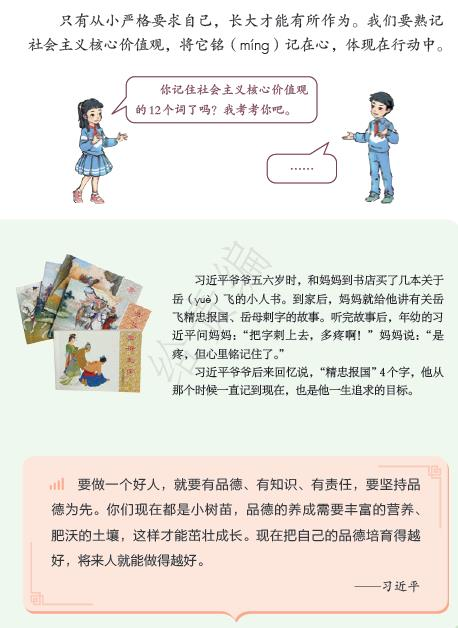 只有从小严格要求自己，长大才能有所作为。我们要熟记
社会主义核心价值观，将它铭（míng）记在心，体现在行动中。
你记住社会主义核心价值观
的12个词了吗？我考考你吧。
……
习近平爷爷五六岁时，和妈妈到书店买了几本关于
岳（yuè）飞的小人书。到家后，妈妈就给他讲有关岳
飞精忠报国、岳母刺字的故事。听完故事后，年幼的习
近平问妈妈：“把字刺上去，多疼啊！”妈妈说：“是
疼，但心里铭记住了。”
习近平爷爷后来回忆说，“精忠报国”4个字，他从
那个时候一直记到现在，也是他一生追求的目标。
要做一个好人，就要有品德、有知识、有责任，要坚持品
德为先。你们现在都是小树苗，品德的养成需要丰富的营养、
肥沃的土壤，这样才能茁壮成长。现在把自己的品德培育得越
好，将来人就能做得越好。
——习近平